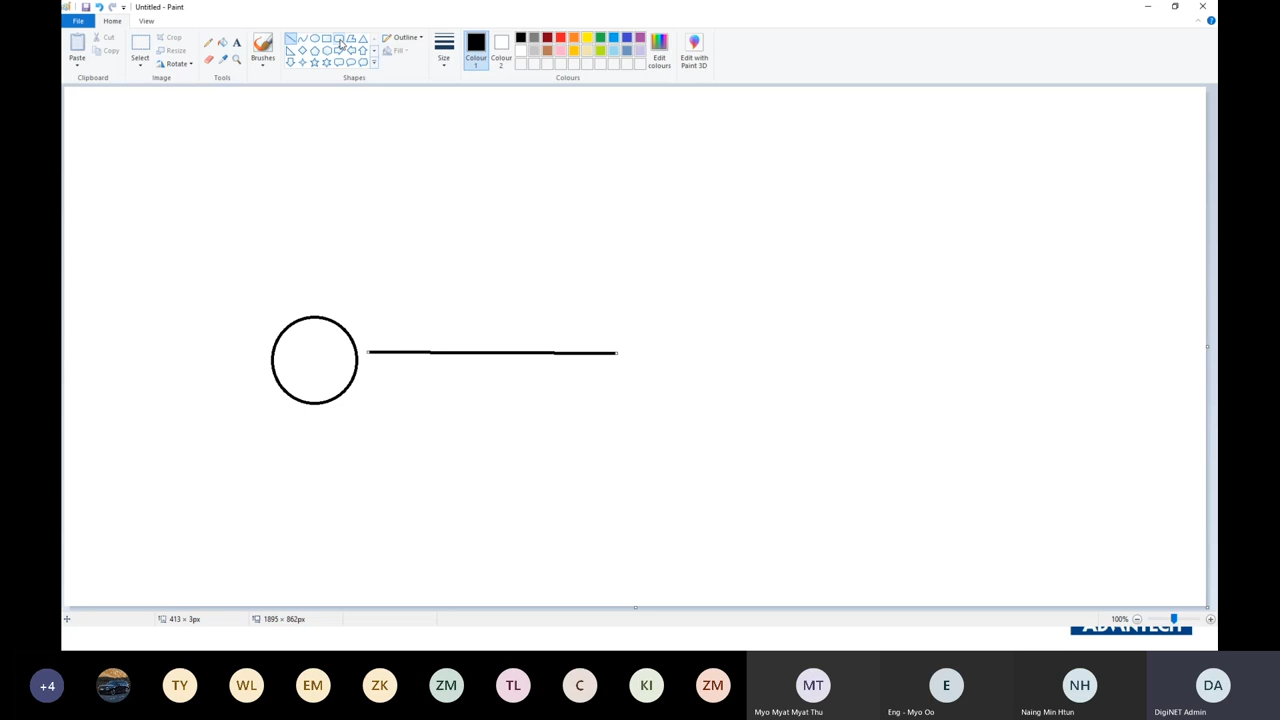 Untitled - Paint
File Home View
Paste
Cut
Copy
Clipboard
Select
Crop
Resize
Rotate
Image
A
Tools
Brushes
Outline
Fill
Shapes
Size
Colour 1
Colour 2
Edit colours
Colours
Edit with Paint 3D
413 × 3px
1895 × 862px
100%
ADVANTECH
+4 TY WL EM ZK ZM TL C KI ZM MT E NH DA
Myo Myat Myat Thu Eng - Myo Oo Naing Min Htun DigiNET Admin